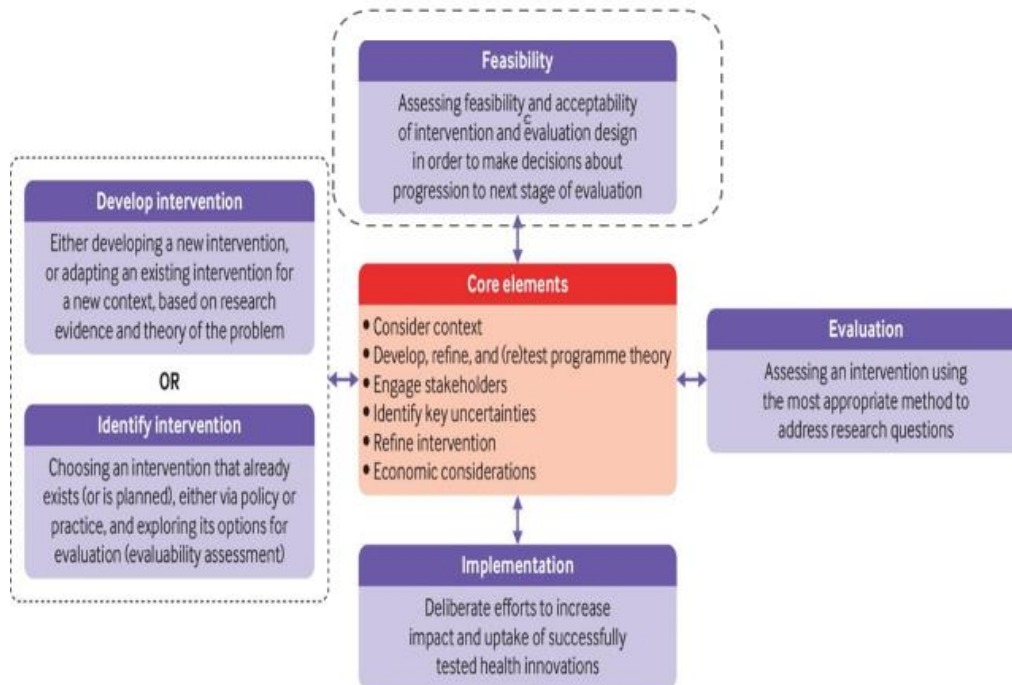 Feasibility
Assessing feasibility and acceptability
of intervention and evaluation design
c
in order to make decisions about
progression to next stage of evaluation
Develop intervention
Either developing a new intervention,
or adapting an existing intervention for
a new context, based on research
evidence and theory of the problem
OR
Identify intervention
Choosing an intervention that already
exists (or is planned), either via policy or
practice, and exploring its options for
evaluation (evaluability assessment)
Core elements
• Consider context
• Develop, refine, and (re)test programme theory
• Engage stakeholders
• Identify key uncertainties
• Refine intervention
• Economic considerations
Evaluation
Assessing an intervention using
the most appropriate method to
address research questions
Implementation
Deliberate efforts to increase
impact and uptake of successfully
tested health innovations